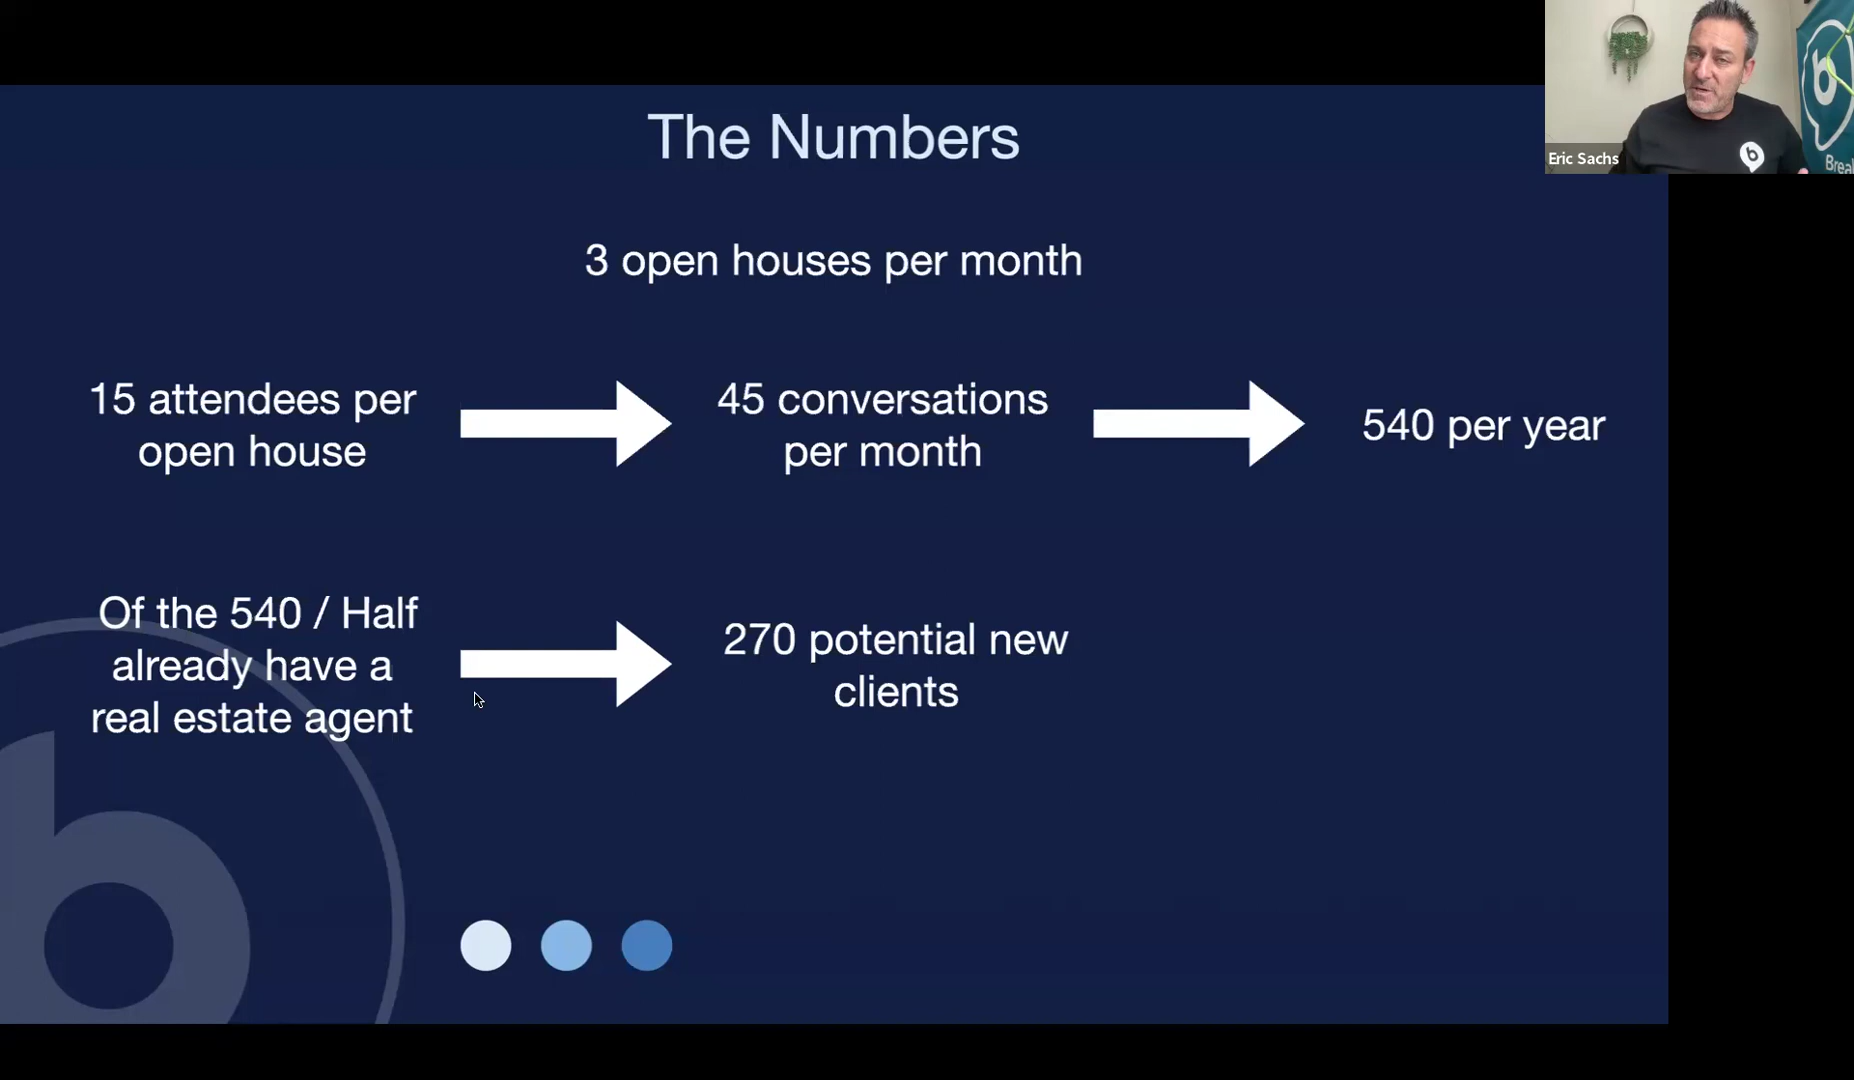 The Numbers
3 open houses per month
15 attendees per
open house
45 conversations
per month
540 per year
Of the 540 / Half
already have a
real estate agent
270 potential new
clients
Eric Sachs
b
b
Brea
b